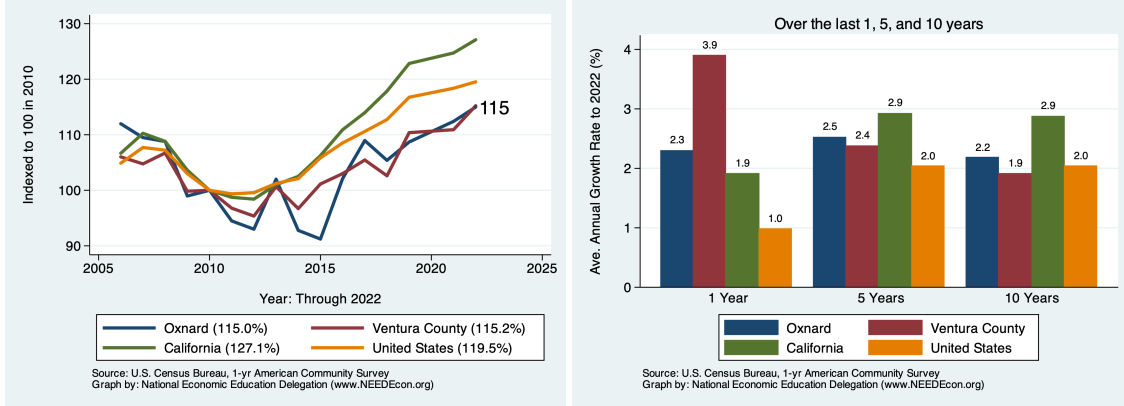 Indexed to 100 in 2010
130
120
110
100
90
115
2005 2010 2015 2020 2025
Year: Through 2022
Oxnard (115.0%) Ventura County (115.2%)
California (127.1%) United States (119.5%)
Source: U.S. Census Bureau, 1-yr American Community Survey
Graph by: National Economic Education Delegation (www.NEEDEcon.org)
Over the last 1, 5, and 10 years
Ave. Annual Growth Rate to 2022 (%)
4
3
2
1
0
2.3 3.9 1.9 1.0
2.5 2.4 2.9 2.0
2.2 1.9 2.9 2.0
1 Year 5 Years 10 Years
Oxnard Ventura County
California United States
Source: U.S. Census Bureau, 1-yr American Community Survey
Graph by: National Economic Education Delegation (www.NEEDEcon.org)